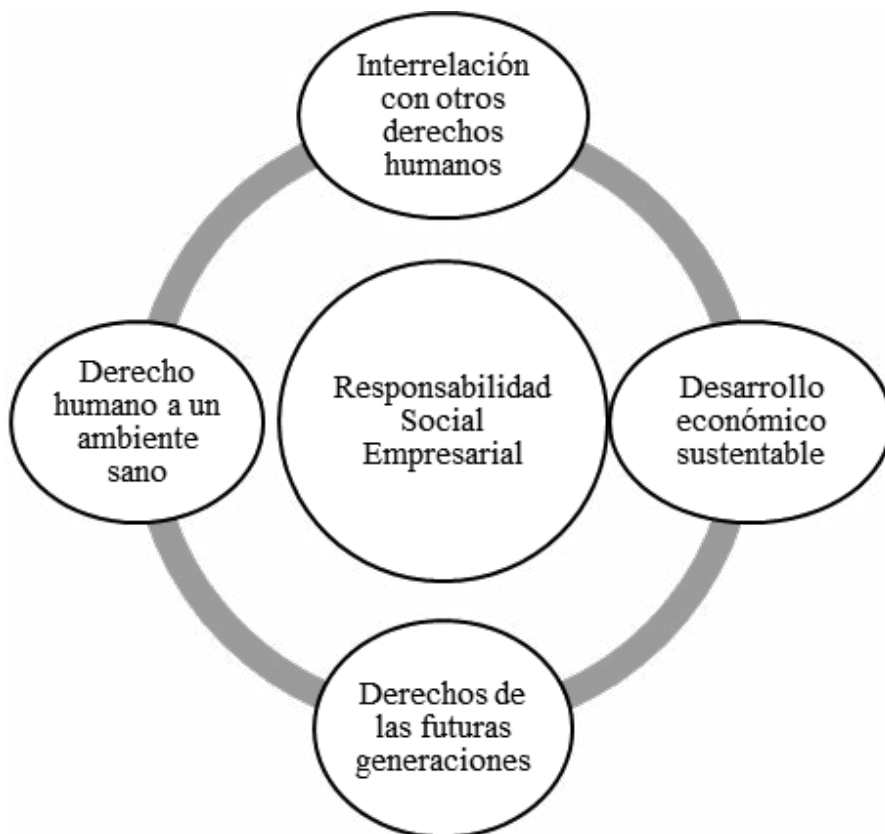 Interrelación
con otros
derechos
humanos
Derecho
humano a un
ambiente
sano
Responsabilidad
Social
Empresarial
Desarrollo
económico
sustentable
Derechos de
las futuras
generaciones